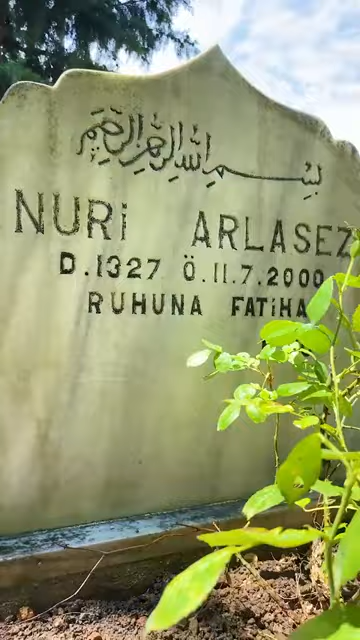 بسم الله الرحمن الرحيم
NURİ ARLASEZ
D.1327 Ö.11.7.2000
RUHUNA FATİHA